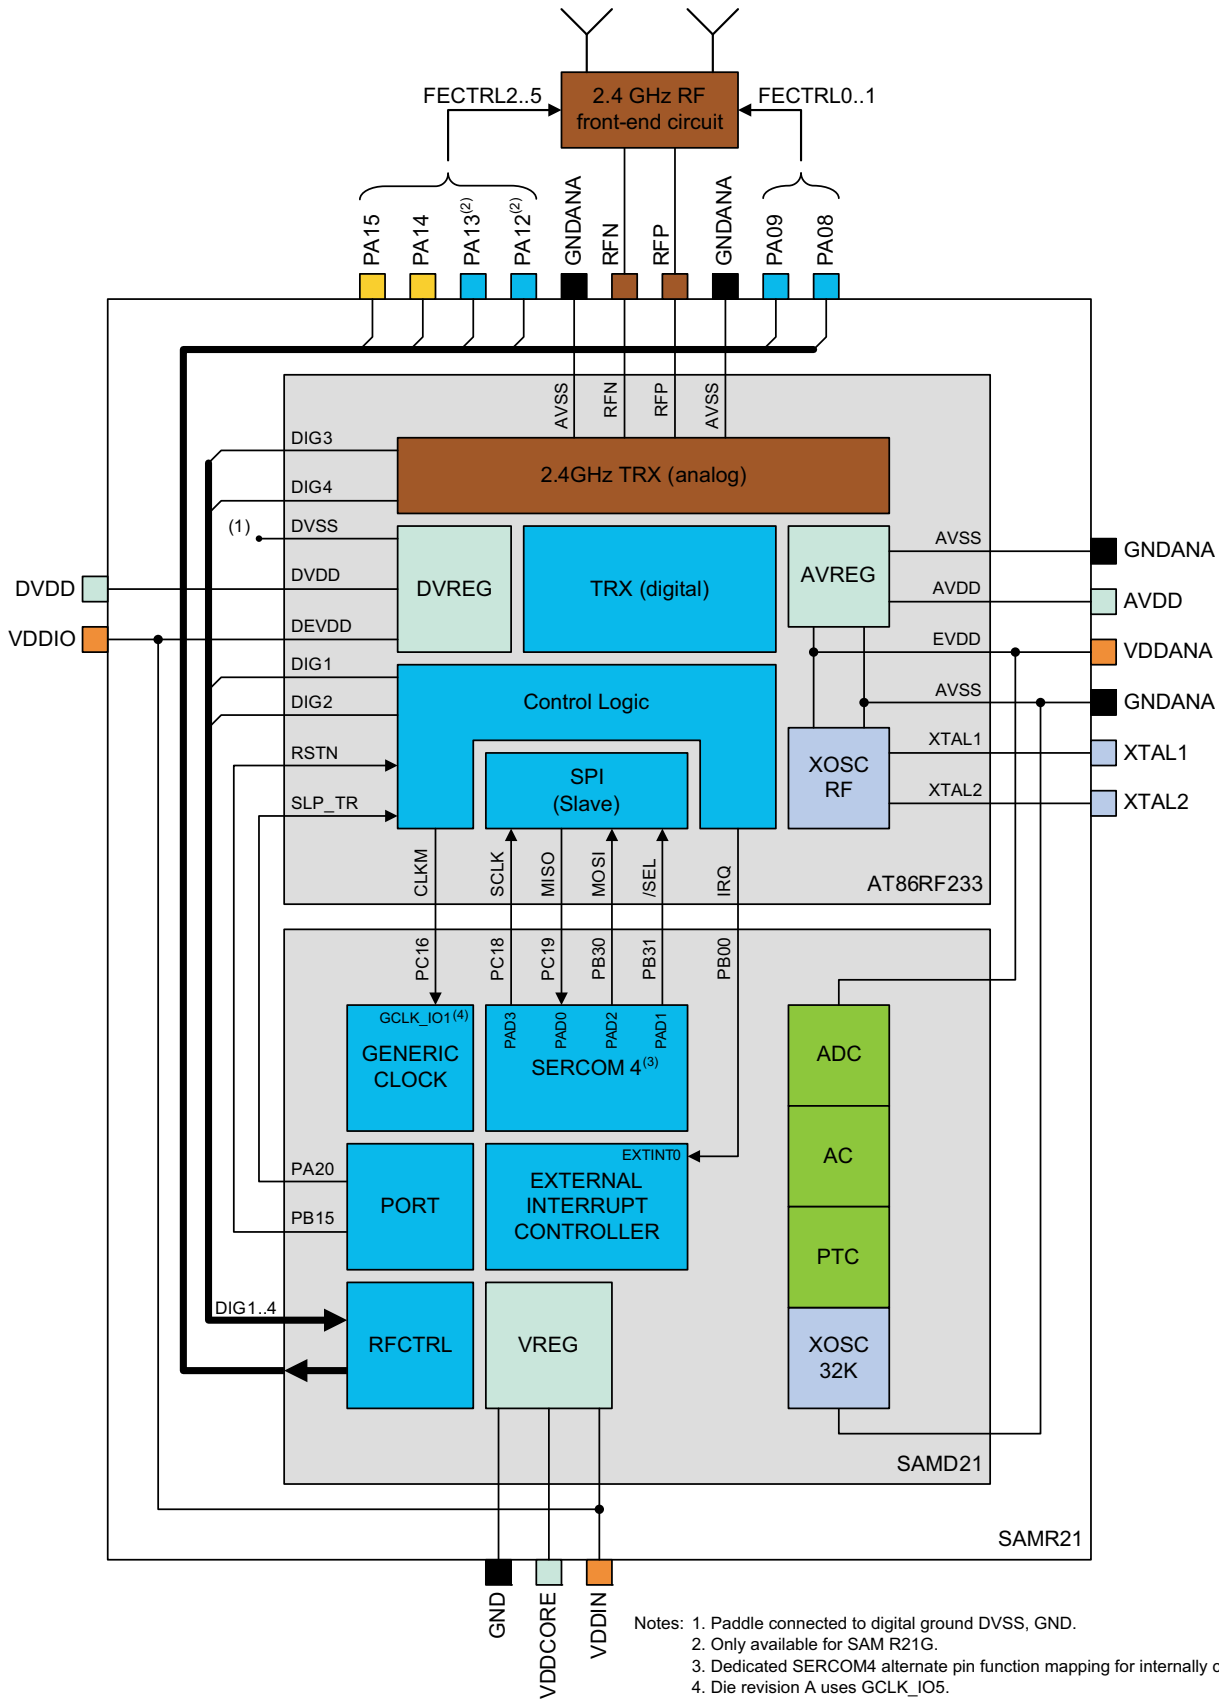 FECTRL2..5
2.4 GHz RF
front-end circuit
FECTRL0..1
PA15
PA14
PA13(2)
PA12(2)
GNDANA
RFN
RFP
GNDANA
PA09
PA08
AVSS
RFN
RFP
AVSS
DIG3
2.4GHz TRX (analog)
DIG4
(1)
DVSS
DVDD
DVDD
DVREG
TRX (digital)
AVREG
AVSS
GNDANA
AVDD
AVDD
VDDIO
DEVDD
EVDD
VDDANA
DIG1
Control Logic
AVSS
GNDANA
DIG2
RSTN
SPI
(Slave)
XOSC
RF
XTAL1
XTAL1
SLP_TR
XTAL2
XTAL2
CLKM
SCLK
MISO
MOSI
/SEL
IRQ
AT86RF233
PC16
PC18
PC19
PB30
PB31
PB00
GCLK_IO1(4)
GENERIC
CLOCK
PAD3
PAD0
PAD2
PAD1
SERCOM 4(3)
ADC
PA20
PORT
PB15
EXTINT0
EXTERNAL
INTERRUPT
CONTROLLER
AC
PTC
DIG1..4
RFCTRL
VREG
XOSC
32K
SAMD21
SAMR21
GND
VDDCORE
VDDIN
Notes: 1. Paddle connected to digital ground DVSS, GND.
2. Only available for SAM R21G.
3. Dedicated SERCOM4 alternate pin function mapping for internally
4. Die revision A uses GCLK_IO5.